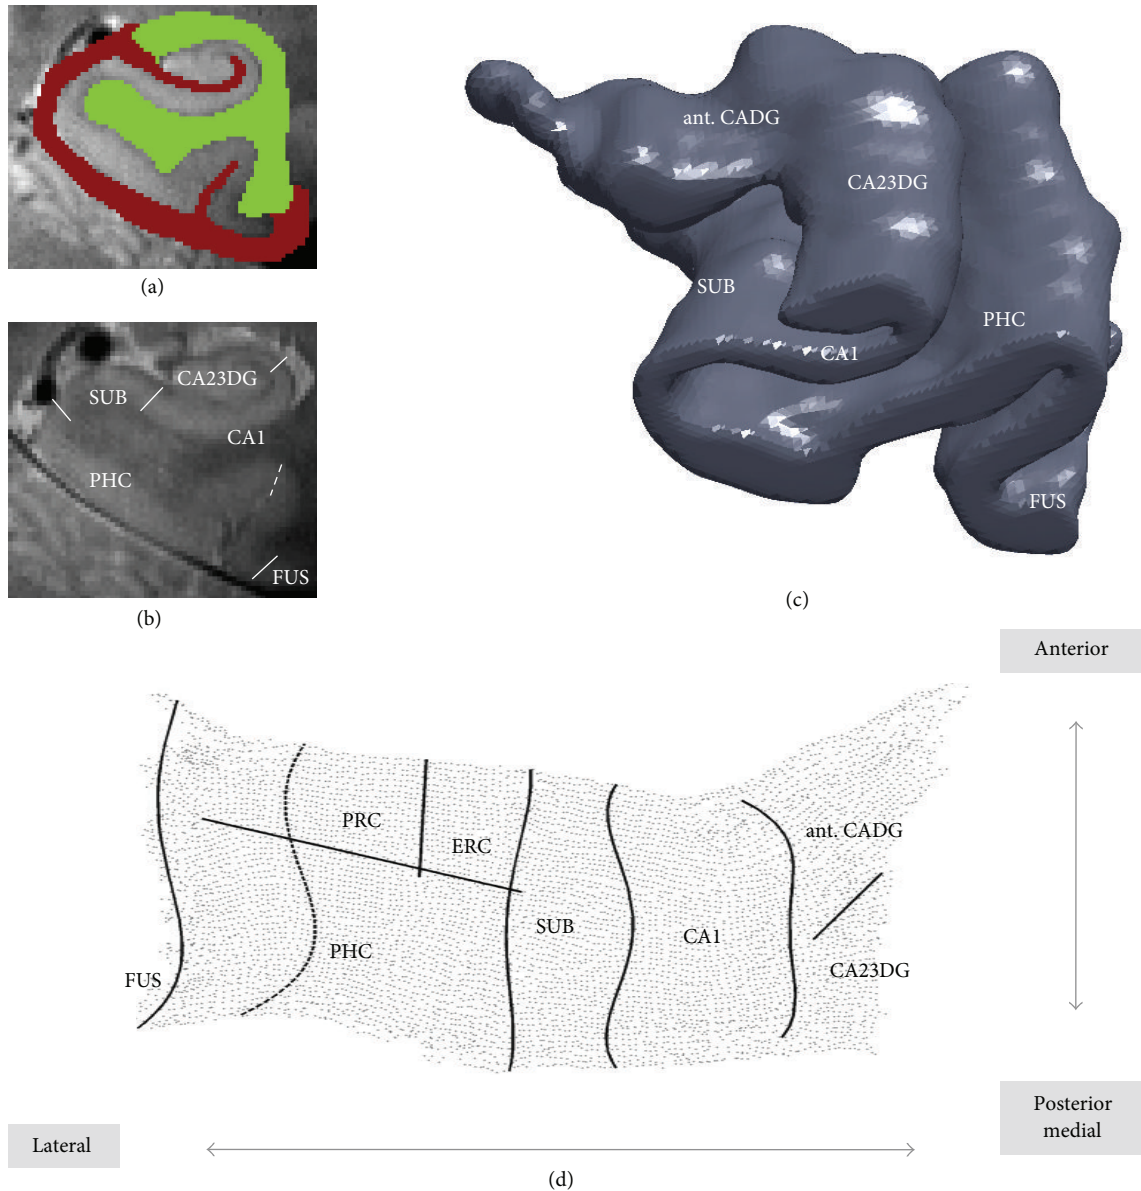 (a)
SUB
CA23DG
CA1
PHC
FUS
(b)
ant. CADG
CA23DG
SUB
CA1
PHC
FUS
(c)
Anterior
PRC
ERC
ant. CADG
SUB
CA1
PHC
CA23DG
FUS
Posterior
medial
Lateral
(d)